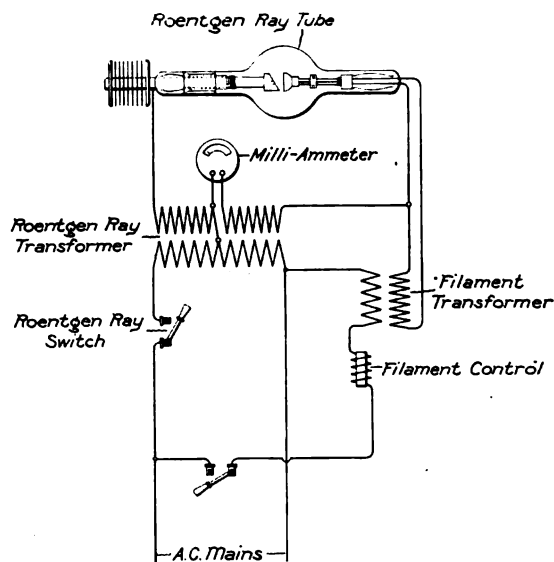 Roentgen Ray Tube
Milli-Ammeter
Roentgen Ray
Transformer
Filament
Transformer
Roentgen Ray
Switch
Filament Control
A.C. Mains